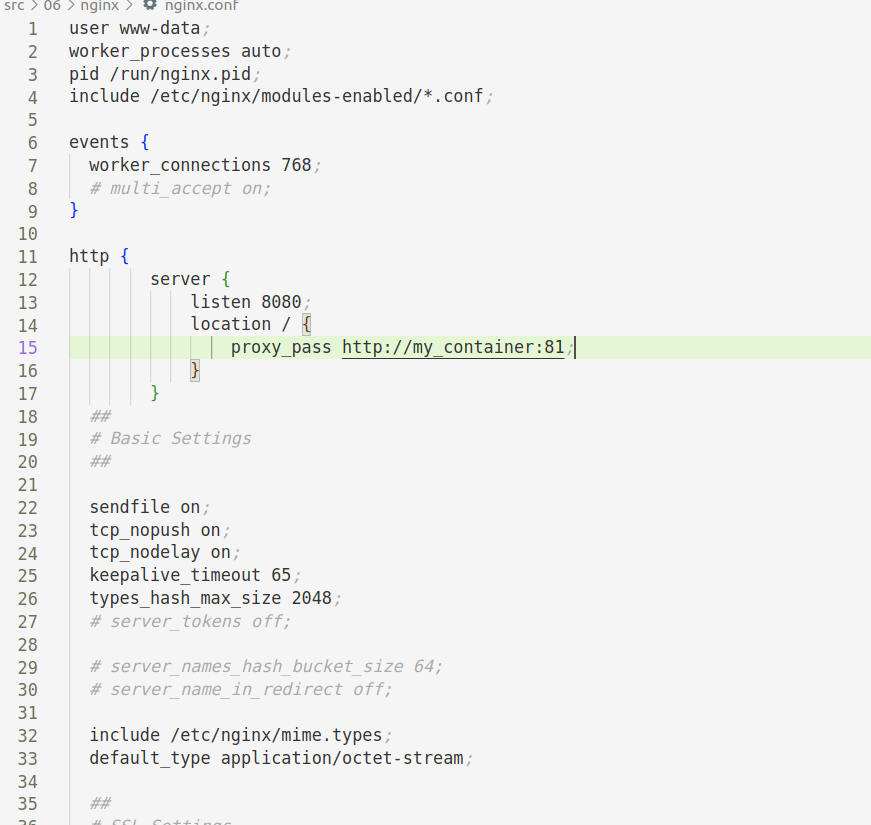 src > 06 > nginx > nginx.conf
1 user www-data;
2 worker_processes auto;
3 pid /run/nginx.pid;
4 include /etc/nginx/modules-enabled/*.conf;
5
6 events {
7 worker_connections 768;
8 # multi_accept on;
9 }
10
11 http {
12 server {
13 listen 8080;
14 location / {
15 proxy_pass http://my_container:81;
16 }
17 }
18 ##
19 # Basic Settings
20 ##
21
22 sendfile on;
23 tcp_nopush on;
24 tcp_nodelay on;
25 keepalive_timeout 65;
26 types_hash_max_size 2048;
27 # server_tokens off;
28
29 # server_names_hash_bucket_size 64;
30 # server_name_in_redirect off;
31
32 include /etc/nginx/mime.types;
33 default_type application/octet-stream;
34
35 ##
36 # SSL Settings